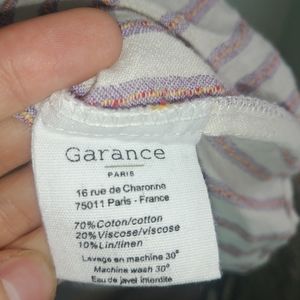 Garance
PARIS
16 rue de Charonne
75011 Paris - France
70%Coton/cotton
20%Viscose/viscose
10%Lin/linen
Lavage en machine 30°
Machine wash 30°
Eau de javel interdite